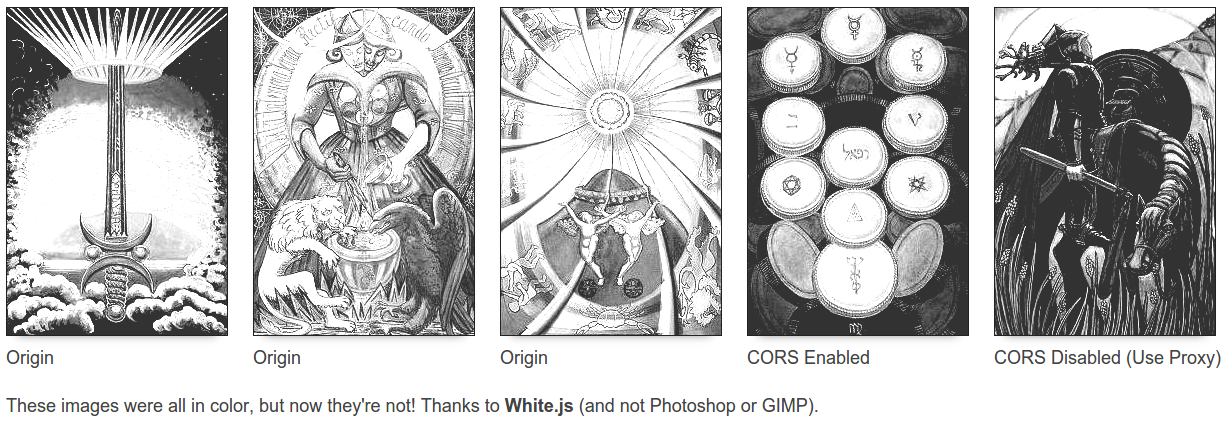 רפאל
Origin
Origin
Origin
CORS Enabled
CORS Disabled (Use Proxy)
These images were all in color, but now they're not! Thanks to White.js (and not Photoshop or GIMP).